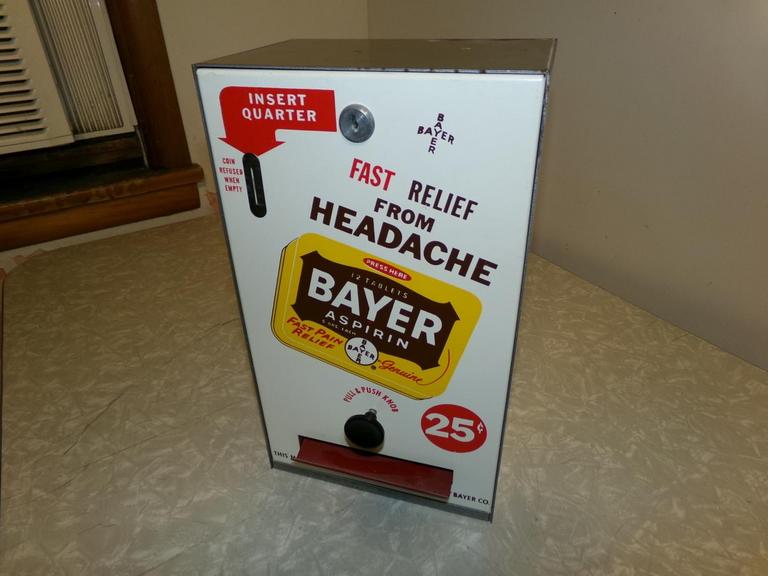 INSERT
QUARTER
COIN
REFUSED
WHEN
EMPTY
BAYER
BAYER
FAST RELIEF
FROM
HEADACHE
PRESS HERE
12 TABLETS
BAYER
ASPIRIN
FAST PAIN
RELIEF
BAYER
BAYER
Genuine
PULL & PUSH KNOB
25¢
THIS
BAYER CO.